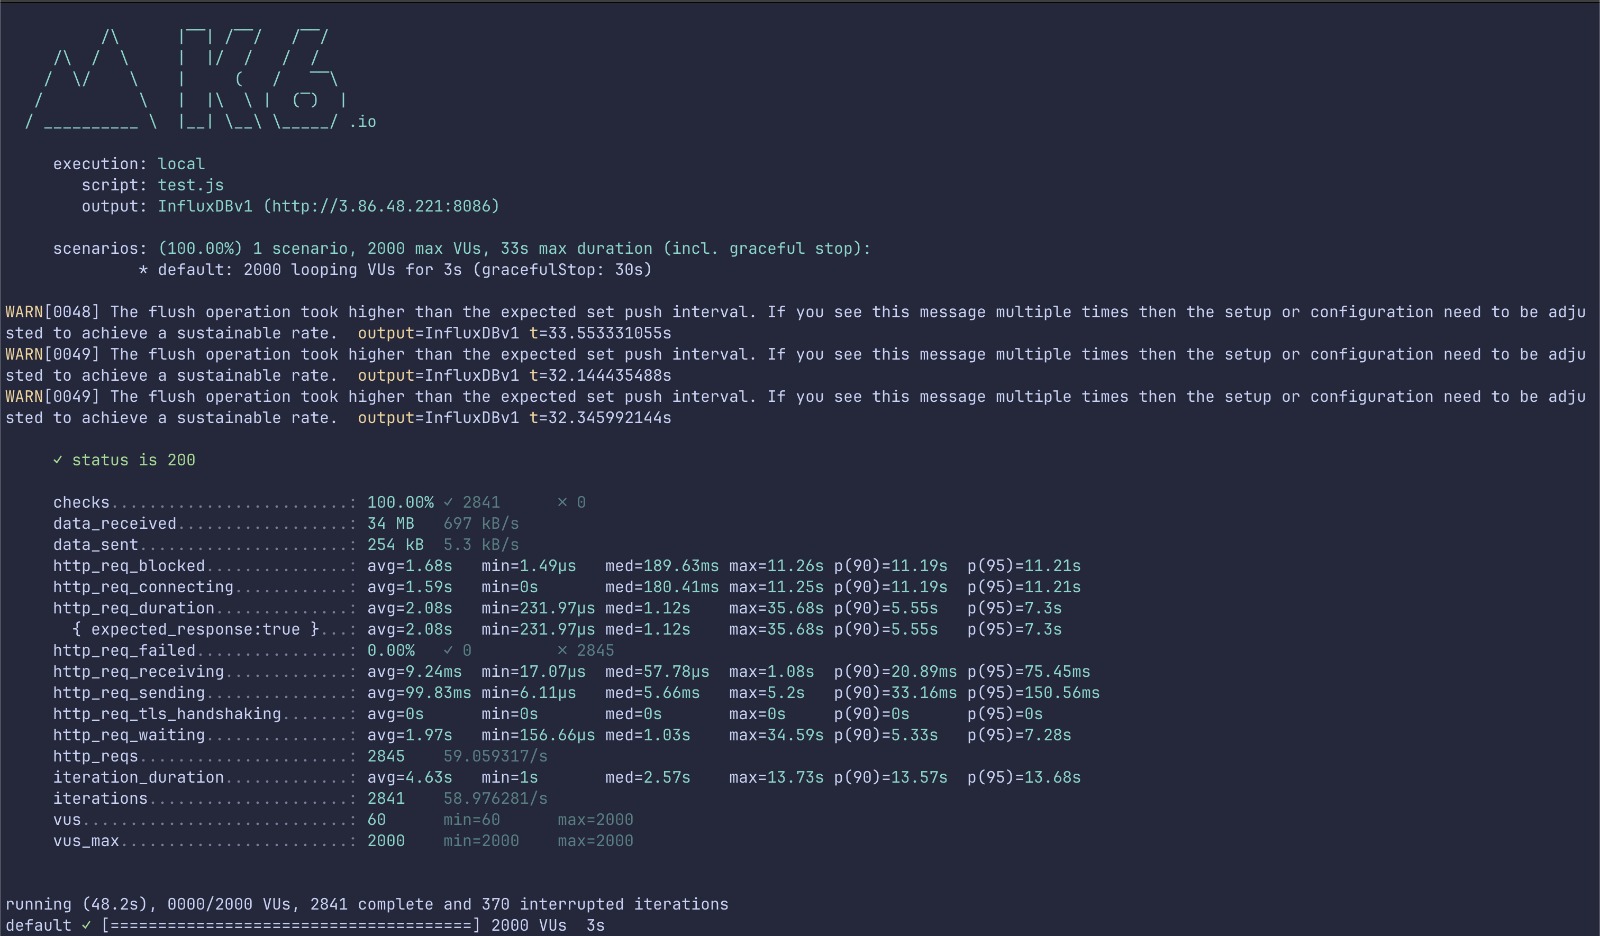 /\      |‾‾| /‾‾/   /‾‾/
     /\  /  \     |  |/  /   /  /
    /  \/    \    |     (   /   ‾‾\
   /          \   |  |\  \ |  (‾)  |
  / __________ \  |__| \__\ \_____/ .io
     execution: local
        script: test.js
        output: InfluxDBv1 (http://3.86.48.221:8086)
     scenarios: (100.00%) 1 scenario, 2000 max VUs, 33s max duration (incl. graceful stop):
              * default: 2000 looping VUs for 3s (gracefulStop: 30s)
WARN[0048] The flush operation took higher than the expected set push interval. If you see this message multiple times then the setup or configuration need to be adju
sted to achieve a sustainable rate.  output=InfluxDBv1 t=33.553331055s
WARN[0049] The flush operation took higher than the expected set push interval. If you see this message multiple times then the setup or configuration need to be adju
sted to achieve a sustainable rate.  output=InfluxDBv1 t=32.144435488s
WARN[0049] The flush operation took higher than the expected set push interval. If you see this message multiple times then the setup or configuration need to be adju
sted to achieve a sustainable rate.  output=InfluxDBv1 t=32.345992144s
     ✓ status is 200
     checks.........................: 100.00% ✓ 2841      ✗ 0
     data_received..................: 34 MB   697 kB/s
     data_sent......................: 254 kB  5.3 kB/s
     http_req_blocked...............: avg=1.68s   min=1.49µs   med=189.63ms max=11.26s p(90)=11.19s  p(95)=11.21s
     http_req_connecting............: avg=1.59s   min=0s       med=180.41ms max=11.25s p(90)=11.19s  p(95)=11.21s
     http_req_duration..............: avg=2.08s   min=231.97µs med=1.12s    max=35.68s p(90)=5.55s   p(95)=7.3s
       { expected_response:true }...: avg=2.08s   min=231.97µs med=1.12s    max=35.68s p(90)=5.55s   p(95)=7.3s
     http_req_failed................: 0.00%   ✓ 0         ✗ 2845
     http_req_receiving.............: avg=9.24ms  min=17.07µs  med=57.78µs  max=1.08s  p(90)=20.89ms p(95)=75.45ms
     http_req_sending...............: avg=99.83ms min=6.11µs   med=5.66ms   max=5.2s   p(90)=33.16ms p(95)=150.56ms
     http_req_tls_handshaking.......: avg=0s      min=0s       med=0s       max=0s     p(90)=0s      p(95)=0s
     http_req_waiting...............: avg=1.97s   min=156.66µs med=1.03s    max=34.59s p(90)=5.33s   p(95)=7.28s
     http_reqs......................: 2845    59.059317/s
     iteration_duration.............: avg=4.63s   min=1s       med=2.57s    max=13.73s p(90)=13.57s  p(95)=13.68s
     iterations.....................: 2841    58.976281/s
     vus............................: 60      min=60      max=2000
     vus_max........................: 2000    min=2000    max=2000
running (48.2s), 0000/2000 VUs, 2841 complete and 370 interrupted iterations
default ✓ [======================================] 2000 VUs  3s